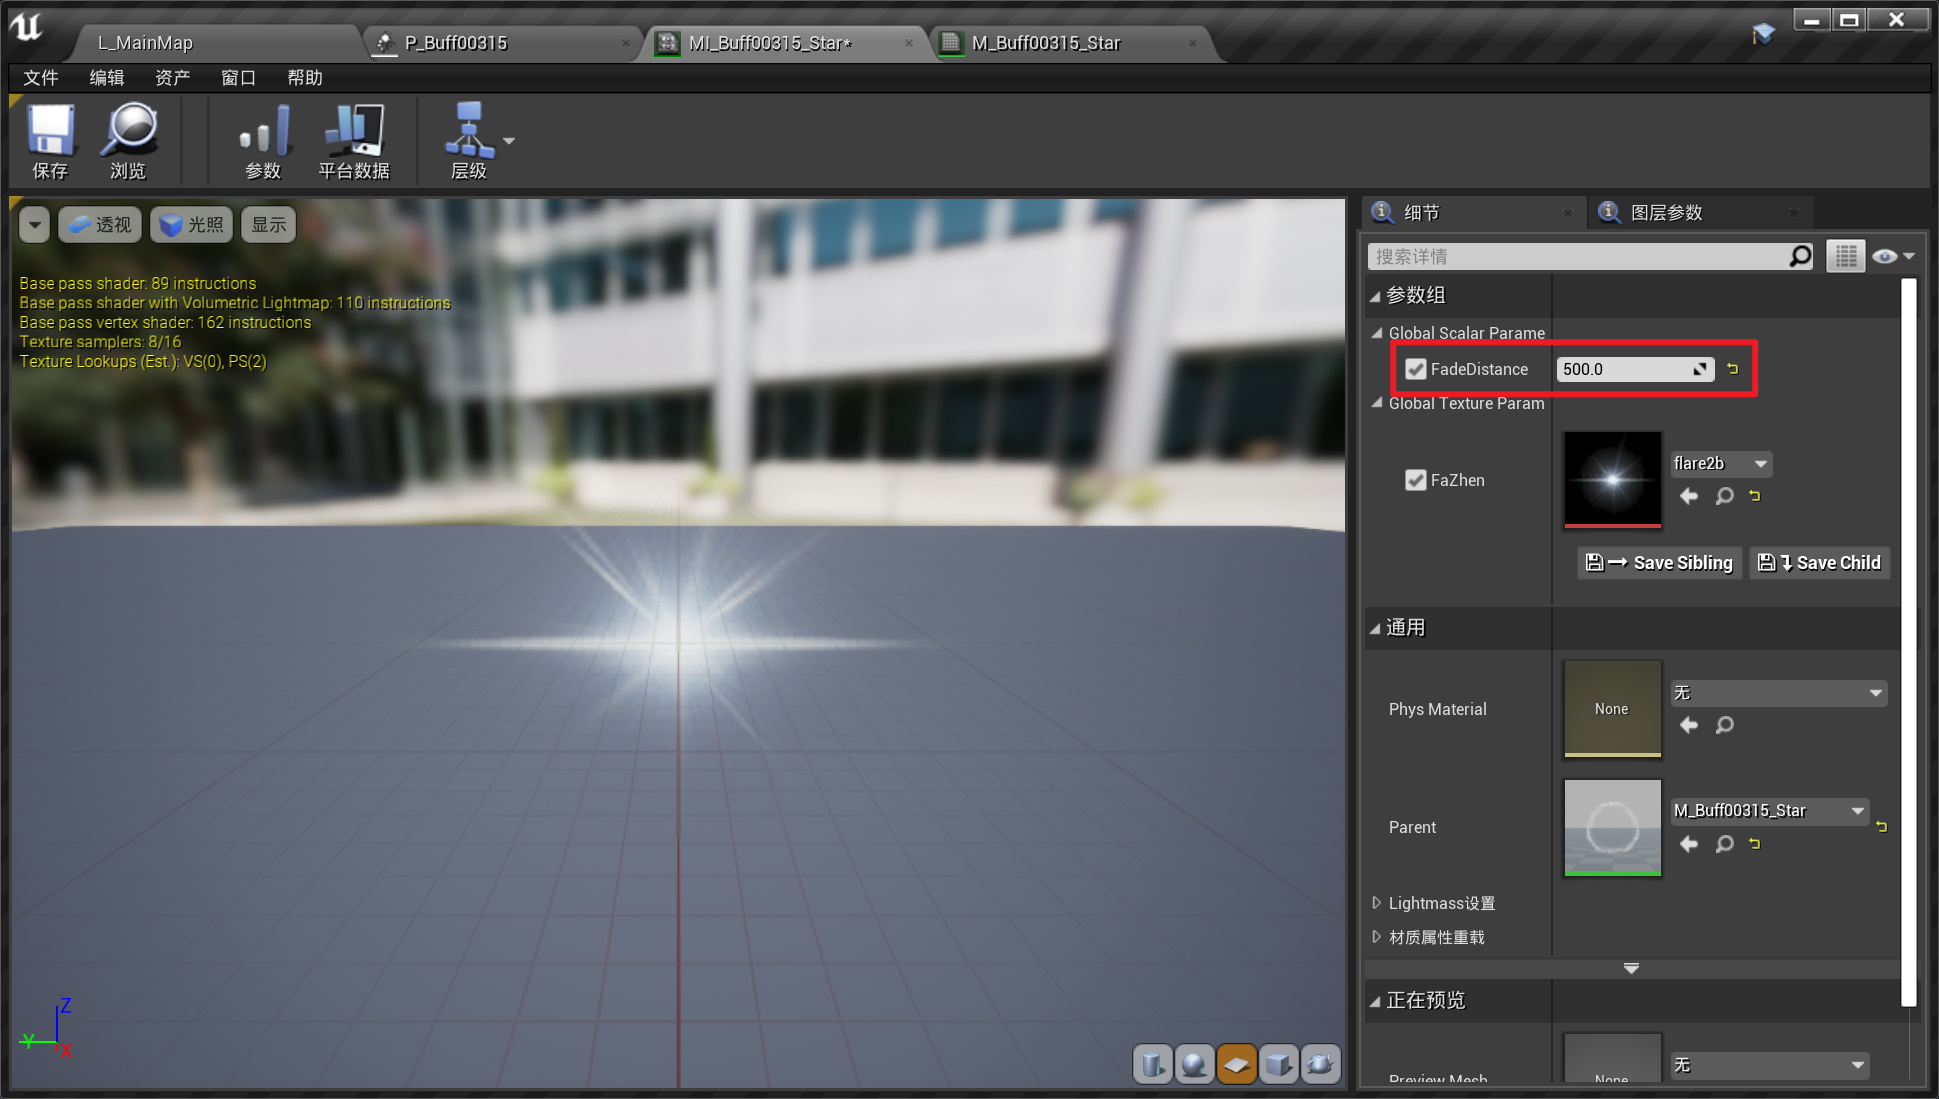 L_MainMap
P_Buff00315
MI_Buff00315_Star*
M_Buff00315_Star
文件 编辑 资产 窗口 帮助
保存 浏览 参数 平台数据 层级
透视 光照 显示
Base pass shader: 89 instructions
Base pass shader with Volumetric Lightmap: 110 instructions
Base pass vertex shader: 162 instructions
Texture samplers: 8/16
Texture Lookups (Est.): VS(0), PS(2)
Z
Y
X
细节 图层参数
搜索详情
参数组
Global Scalar Parame
FadeDistance 500.0
Global Texture Param
FaZhen flare2b
Save Sibling Save Child
通用
Phys Material None 无
Parent M_Buff00315_Star
Lightmass设置
材质属性重载
正在预览
Preview Mesh None 无